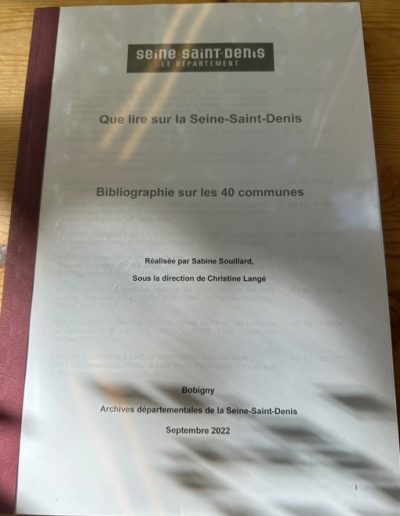 seine-saint-denis
LE DÉPARTEMENT
Que lire sur la Seine-Saint-Denis
Bibliographie sur les 40 communes
Réalisée par Sabine Souillard,
Sous la direction de Christine Langé
Bobigny
Archives départementales de la Seine-Saint-Denis
Septembre 2022